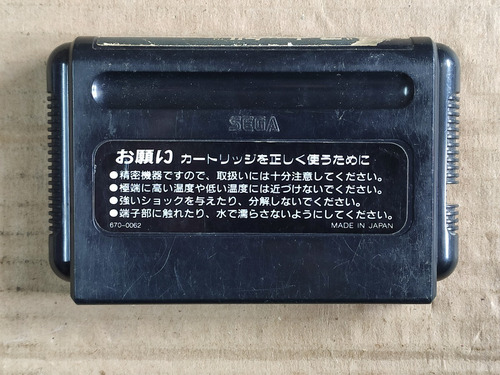 SEGA
お願い カートリッジを正しく使うために
●精密機器ですので、取扱いには十分注意してください。
●極端に高い温度や低い温度には近づけないでください。
●強いショックを与えたり、分解しないでください。
●端子部に触れたり、水で濡らさないようにしてください。
670-0062 MADE IN JAPAN